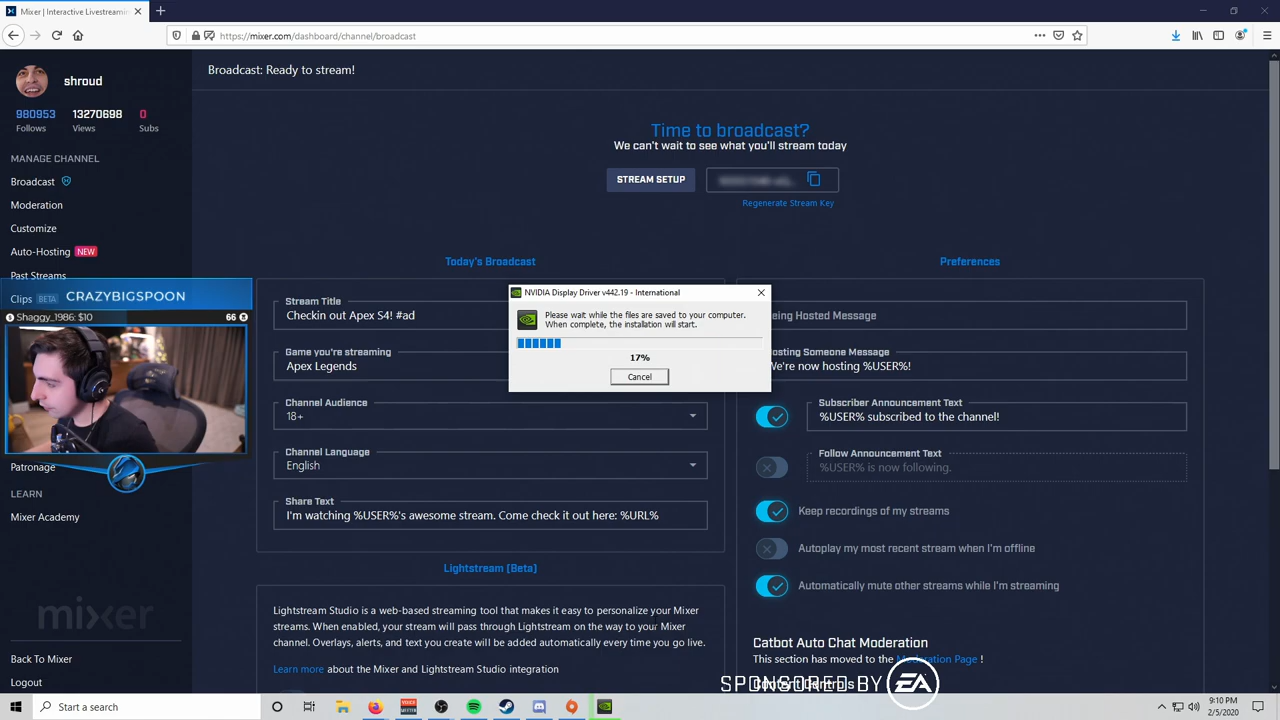 Mixer | Interactive Livestreami
https://mixer.com/dashboard/channel/broadcast
shroud
980953 13270698 0
Follows Views Subs
MANAGE CHANNEL
Broadcast
Moderation
Customize
Auto-Hosting NEW
Past Streams
Clips BETA
CRAZYBIGSPOON
Shaggy_1986: $10 66
Patronage
LEARN
Mixer Academy
mixer
Back To Mixer
Logout
Broadcast: Ready to stream!
Time to broadcast?
We can't wait to see what you'll stream today
STREAM SETUP
Regenerate Stream Key
Today's Broadcast
Stream Title
Checkin out Apex S4! #ad
Game you're streaming
Apex Legends
Channel Audience
18+
Channel Language
English
Share Text
I'm watching %USER%'s awesome stream. Come check it out here: %URL%
Lightstream (Beta)
Lightstream Studio is a web-based streaming tool that makes it easy to personalize your Mixer
streams. When enabled, your stream will pass through Lightstream on the way to your Mixer
channel. Overlays, alerts, and text you create will be added automatically every time you go live.
Learn more about the Mixer and Lightstream Studio integration
NVIDIA Display Driver v442.19 - International
Please wait while the files are saved to your computer.
When complete, the installation will start.
17%
Cancel
Preferences
eing Hosted Message
osting Someone Message
We're now hosting %USER%!
Subscriber Announcement Text
%USER% subscribed to the channel!
Follow Announcement Text
%USER% is now following.
Keep recordings of my streams
Autoplay my most recent stream when I'm offline
Automatically mute other streams while I'm streaming
Catbot Auto Chat Moderation
This section has moved to the Moderation Page !
SPONSORED BY EA
Start a search
9:10 PM
2/5/2020